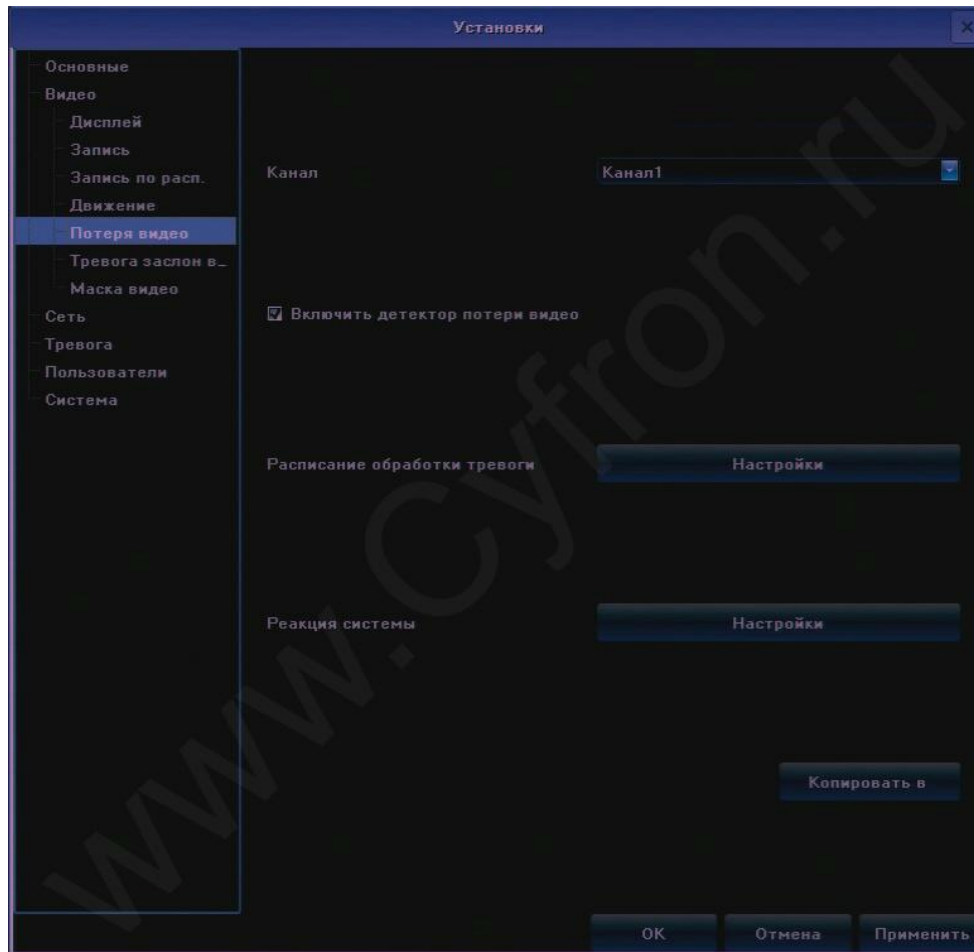 Установки
Основные
Видео
Дисплей
Запись
Запись по расп.
Движение
Потеря видео
Тревога заслон в_
Маска видео
Сеть
Тревога
Пользователи
Система
Канал
Канал1
Включить детектор потери видео
Расписание обработки тревоги
Настройки
Реакция системы
Настройки
Копировать в
ОК
Отмена
Применить
www.Cyfron.ru